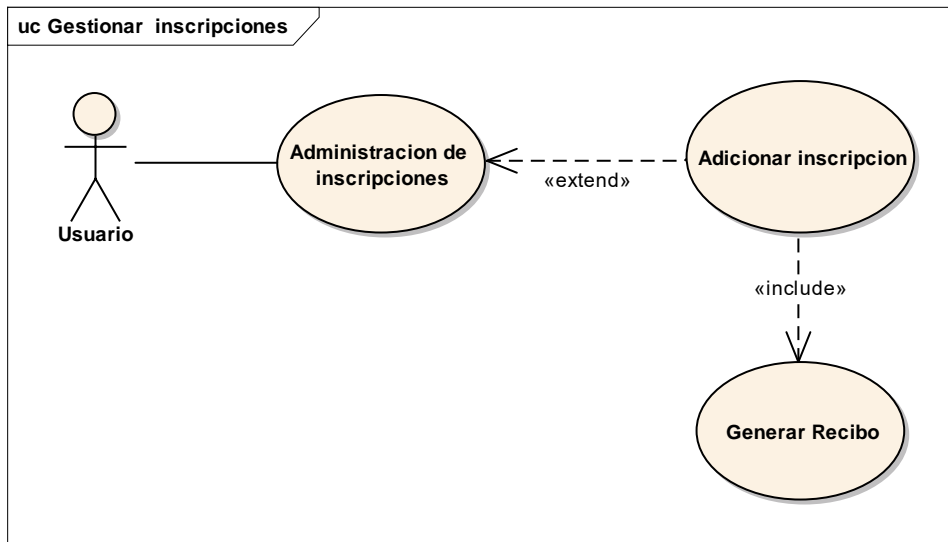 uc Gestionar inscripciones
Usuario
Administracion de
inscripciones
«extend»
Adicionar inscripcion
«include»
Generar Recibo